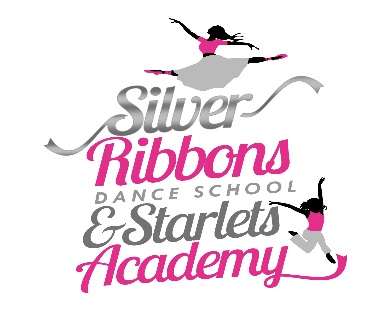 Silver
Ribbons
DANCE SCHOOL
& Starlets
Academy